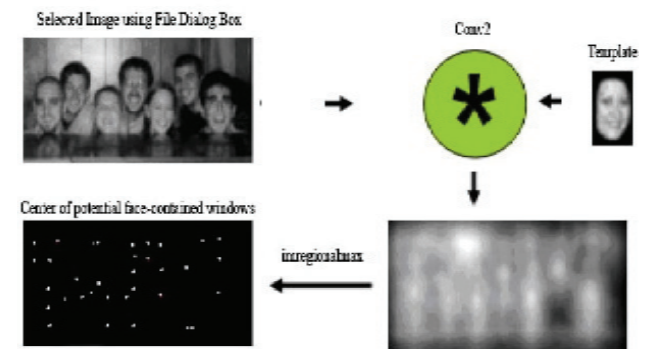 Selected Image using File Dialog Box
Conv2
Template
Center of potential face-contained windows
imregionalmax